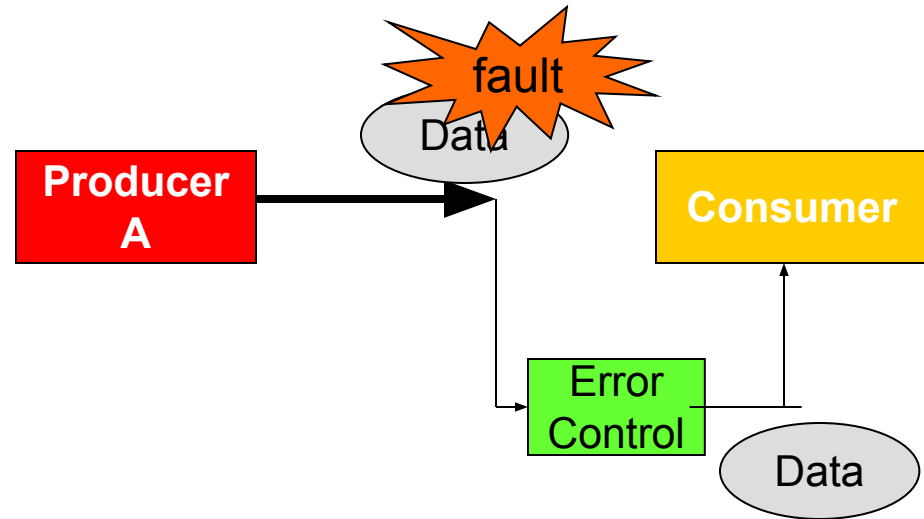 fault
Data
Producer
A
Consumer
Error
Control
Data